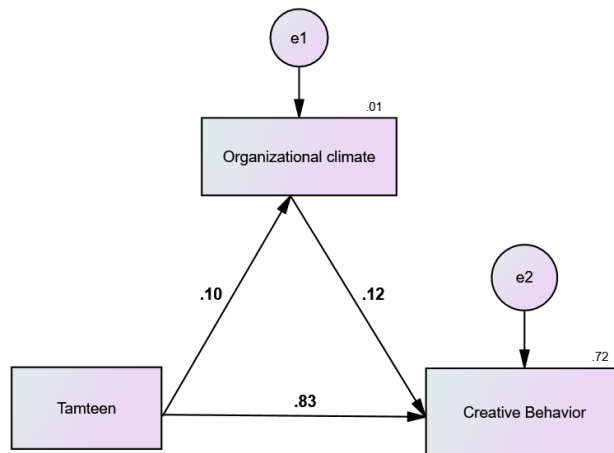 e1
.01
Organizational climate
.10
.12
e2
.72
Tamteen
.83
Creative Behavior